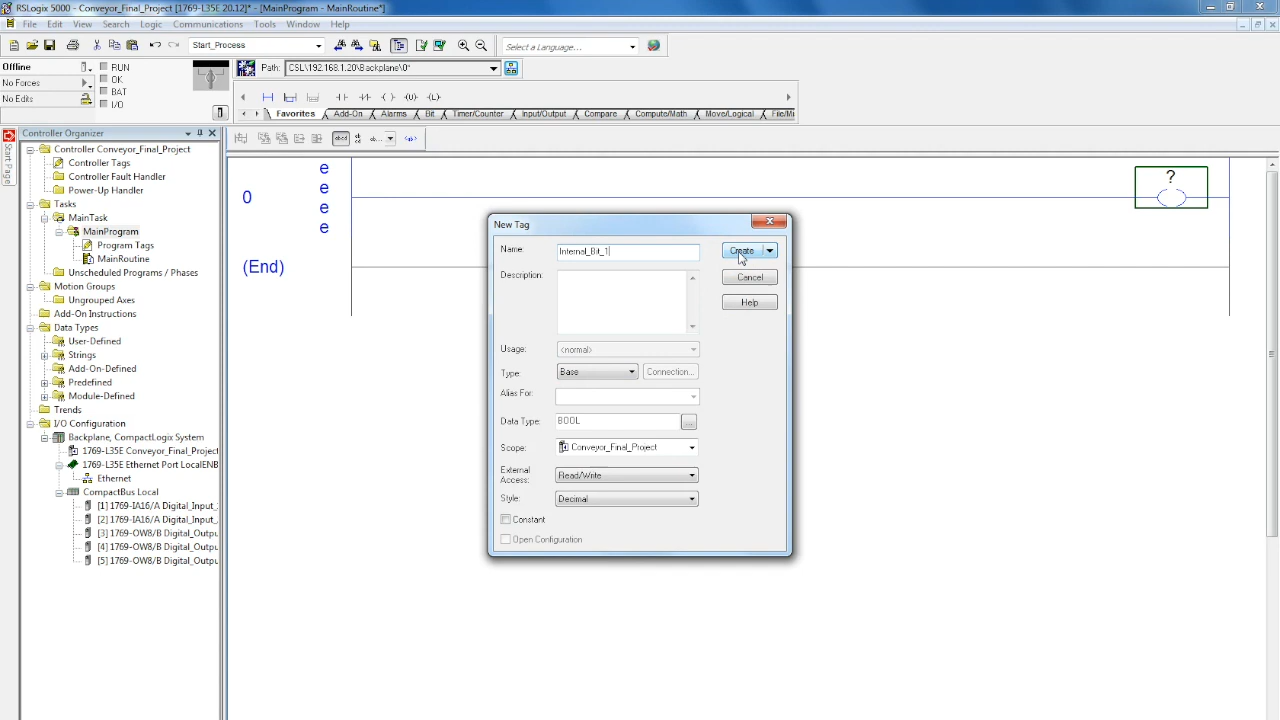 RSLogix 5000 - Conveyor_Final_Project [1769-L35E 20.12]* - [MainProgram - MainRoutine*]
File Edit View Search Logic Communications Tools Window Help
Start_Process
Select a Language...
Offline
RUN
Path: CSL\192.168.1.20\Backplane\0*
No Forces
OK
BAT
No Edits
I/O
Favorites Add-On Alarms Bit Timer/Counter Input/Output Compare Compute/Math Move/Logical File/Mi
Start Page
Controller Organizer
Controller Conveyor_Final_Project
Controller Tags
Controller Fault Handler
Power-Up Handler
Tasks
MainTask
MainProgram
Program Tags
MainRoutine
Unscheduled Programs / Phases
Motion Groups
Ungrouped Axes
Add-On Instructions
Data Types
User-Defined
Strings
Add-On-Defined
Predefined
Module-Defined
Trends
I/O Configuration
Backplane, CompactLogix System
1769-L35E Conveyor_Final_Project
1769-L35E Ethernet Port LocalENB
Ethernet
CompactBus Local
[1] 1769-IA16/A Digital_Input_
[2] 1769-IA16/A Digital_Input_
[3] 1769-OW8/B Digital_Outpu
[4] 1769-OW8/B Digital_Outpu
[5] 1769-OW8/B Digital_Outpu
e
e
0
e
e
(End)
?
New Tag
Name: Internal_Bit_1
Create
Description:
Cancel
Help
Usage: <normal>
Type: Base Connection...
Alias For:
Data Type: BOOL ...
Scope: Conveyor_Final_Project
External Access: Read/Write
Style: Decimal
Constant
Open Configuration